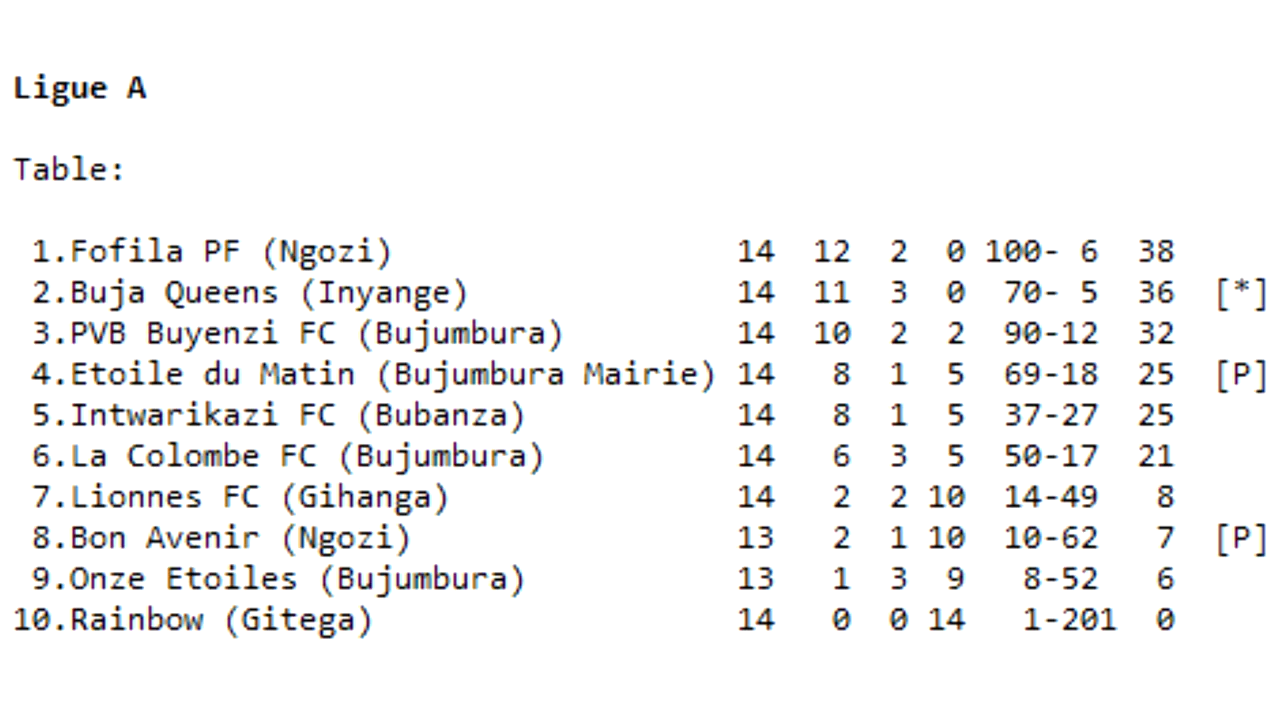 Ligue A
Table:
1.Fofila PF (Ngozi) 14 12 2 0 100- 6 38
2.Buja Queens (Inyange) 14 11 3 0 70- 5 36 [*]
3.PVB Buyenzi FC (Bujumbura) 14 10 2 2 90-12 32
4.Etoile du Matin (Bujumbura Mairie) 14 8 1 5 69-18 25 [P]
5.Intwarikazi FC (Bubanza) 14 8 1 5 37-27 25
6.La Colombe FC (Bujumbura) 14 6 3 5 50-17 21
7.Lionnes FC (Gihanga) 14 2 2 10 14-49 8
8.Bon Avenir (Ngozi) 13 2 1 10 10-62 7 [P]
9.Onze Etoiles (Bujumbura) 13 1 3 9 8-52 6
10.Rainbow (Gitega) 14 0 0 14 1-201 0